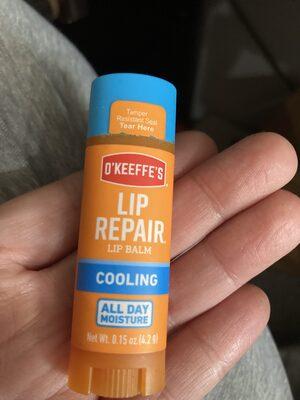 Tamper
Resistant Seal
Tear Here
O'KEEFFE'S
LIP
REPAIR
LIP BALM
COOLING
ALL DAY
MOISTURE
Net Wt. 0.15 oz (4.2 g)